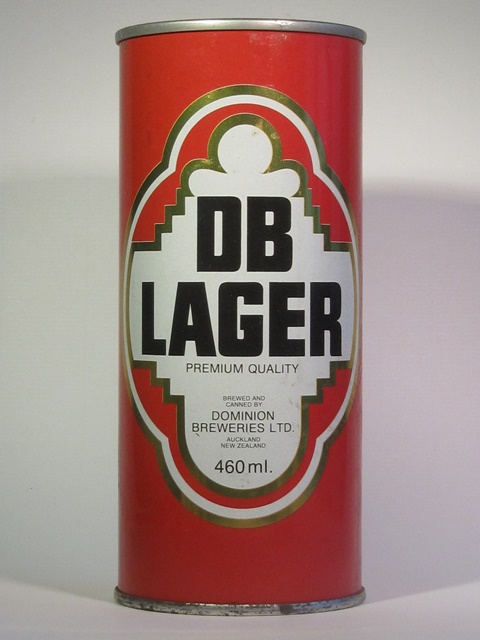 DB
LAGER
PREMIUM QUALITY
BREWED AND
CANNED BY
DOMINION
BREWERIES LTD.
AUCKLAND
NEW ZEALAND
460 ml.